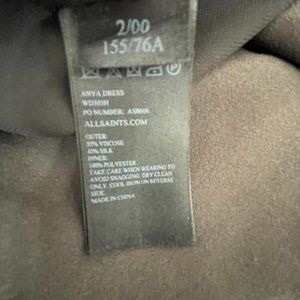 2/00
155/76A
ANYA DRESS
WD303H
PO NUMBER: AS8606
ALLSAINTS.COM
OUTER:
55% VISCOSE
45% SILK
INNER:
100% POLYESTER
TAKE CARE WHEN WEARING TO
AVOID SNAGGING. DRY CLEAN
ONLY. COOL IRON ON REVERSE
SIDE.
MADE IN CHINA